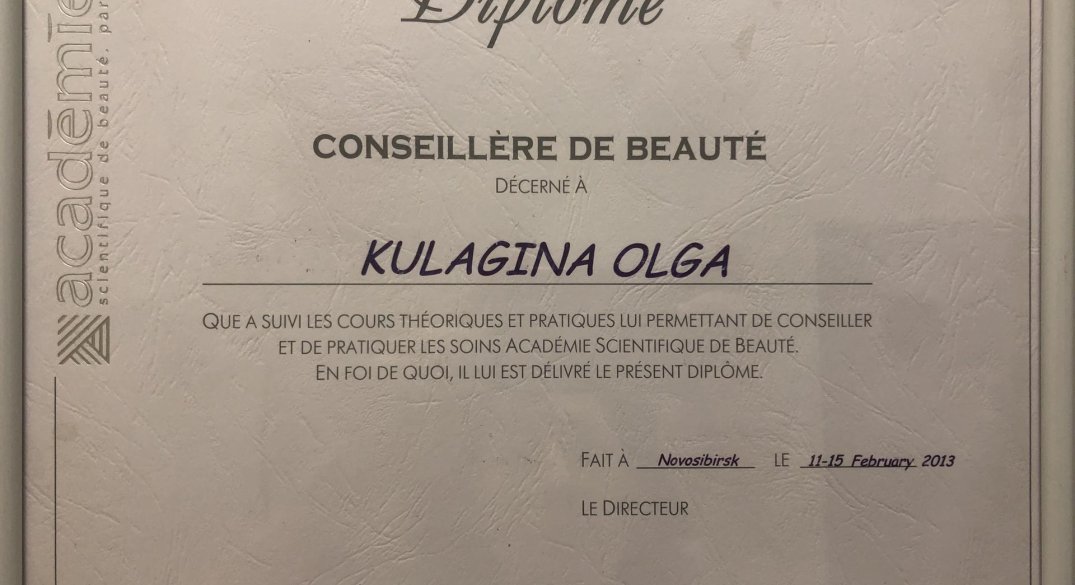 Diplôme
CONSEILLÈRE DE BEAUTÉ
DÉCERNÉ À
KULAGINA OLGA
QUE A SUIVI LES COURS THÉORIQUES ET PRATIQUES LUI PERMETTANT DE CONSEILLER
ET DE PRATIQUER LES SOINS ACADÉMIE SCIENTIFIQUE DE BEAUTÉ.
EN FOI DE QUOI, IL LUI EST DÉLIVRÉ LE PRÉSENT DIPLÔME.
FAIT À Novosibirsk LE 11-15 February 2013
LE DIRECTEUR
académie
scientifique de beauté. par